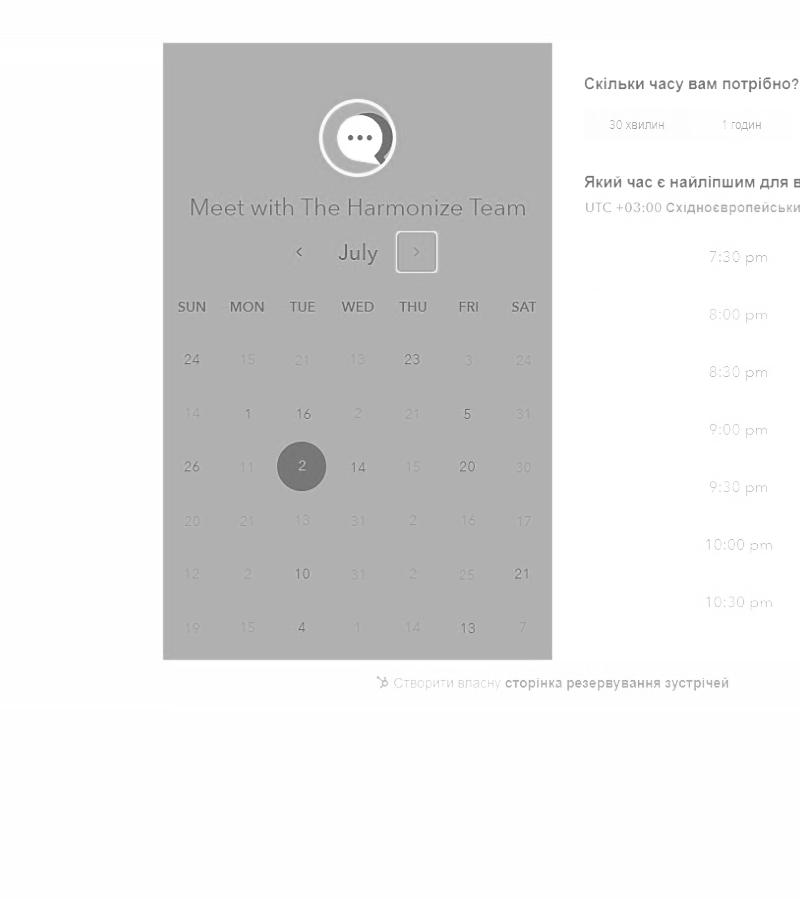 Meet with The Harmonize Team
July
SUN MON TUE WED THU FRI SAT
24 15 21 13 23 3 24
14 1 16 2 21 5 31
26 11 2 14 15 20 30
20 21 13 31 2 16 17
12 2 10 31 2 25 21
19 15 4 1 14 13 7
Скільки часу вам потрібно?
30 хвилин 1 годин
Який час є найліпшим для в
UTC +03:00 Східноєвропейськи
7:30 pm
8:00 pm
8:30 pm
9:00 pm
9:30 pm
10:00 pm
10:30 pm
Створити власну сторінка резервування зустрічей